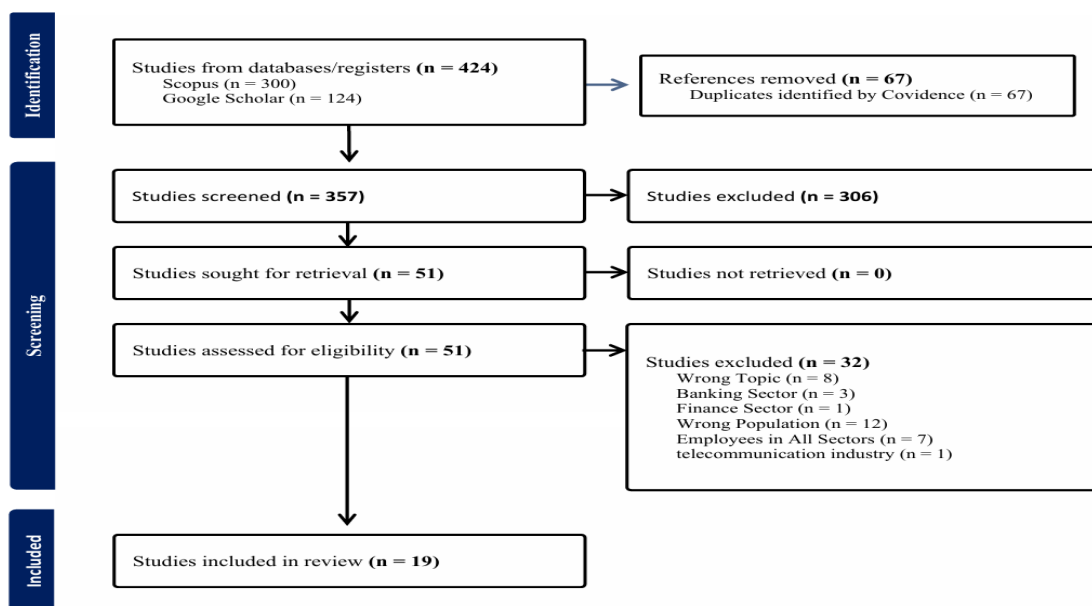 Identification
Studies from databases/registers (n = 424)
Scopus (n = 300)
Google Scholar (n = 124)
References removed (n = 67)
Duplicates identified by Covidence (n = 67)
Screening
Studies screened (n = 357)
Studies excluded (n = 306)
Studies sought for retrieval (n = 51)
Studies not retrieved (n = 0)
Studies assessed for eligibility (n = 51)
Studies excluded (n = 32)
Wrong Topic (n = 8)
Banking Sector (n = 3)
Finance Sector (n = 1)
Wrong Population (n = 12)
Employees in All Sectors (n = 7)
telecommunication industry (n = 1)
Included
Studies included in review (n = 19)